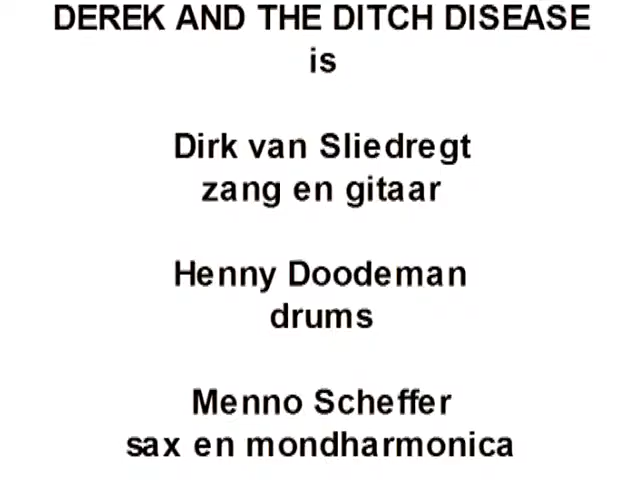 DEREK AND THE DITCH DISEASE
is
Dirk van Sliedregt
zang en gitaar
Henny Doodeman
drums
Menno Scheffer
sax en mondharmonica